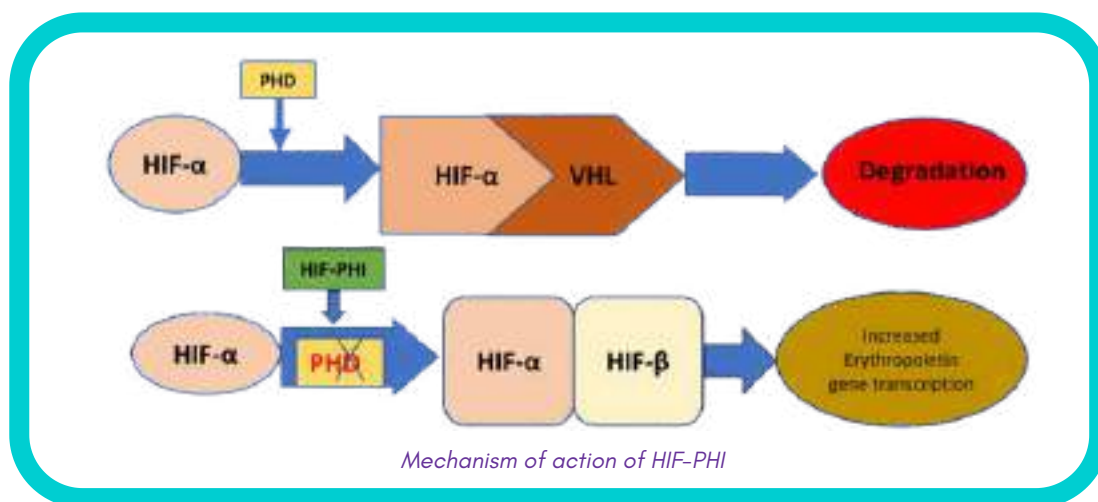 PHD
HIF-α
HIF-α
VHL
Degradation
HIF-PHI
HIF-α
PHD
HIF-α
HIF-β
Increased
Erythropoietin
gene transcription
Mechanism of action of HIF-PHI